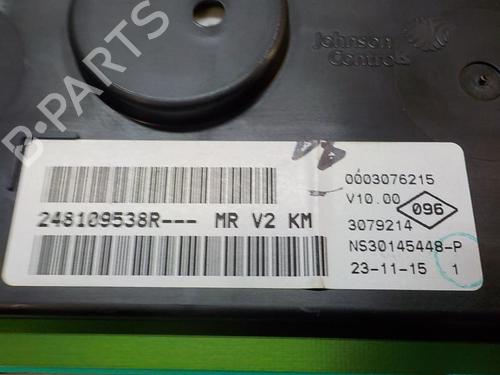 Johnson
Controls
B-PARTS
0003076215
V10.00
096
248109538R--- MR V2 KM
3079214
NS30145448-P
23-11-15 1